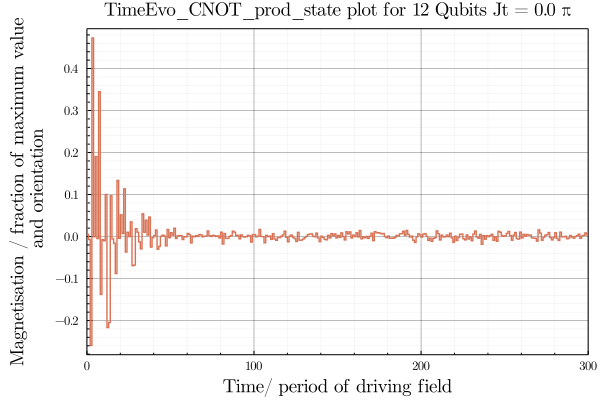 TimeEvo_CNOT_prod_state plot for 12 Qubits Jt = 0.0 π
Magnetisation / fraction of maximum value
and orientation
0.4
0.3
0.2
0.1
0.0
−0.1
−0.2
0
100
200
300
Time/ period of driving field